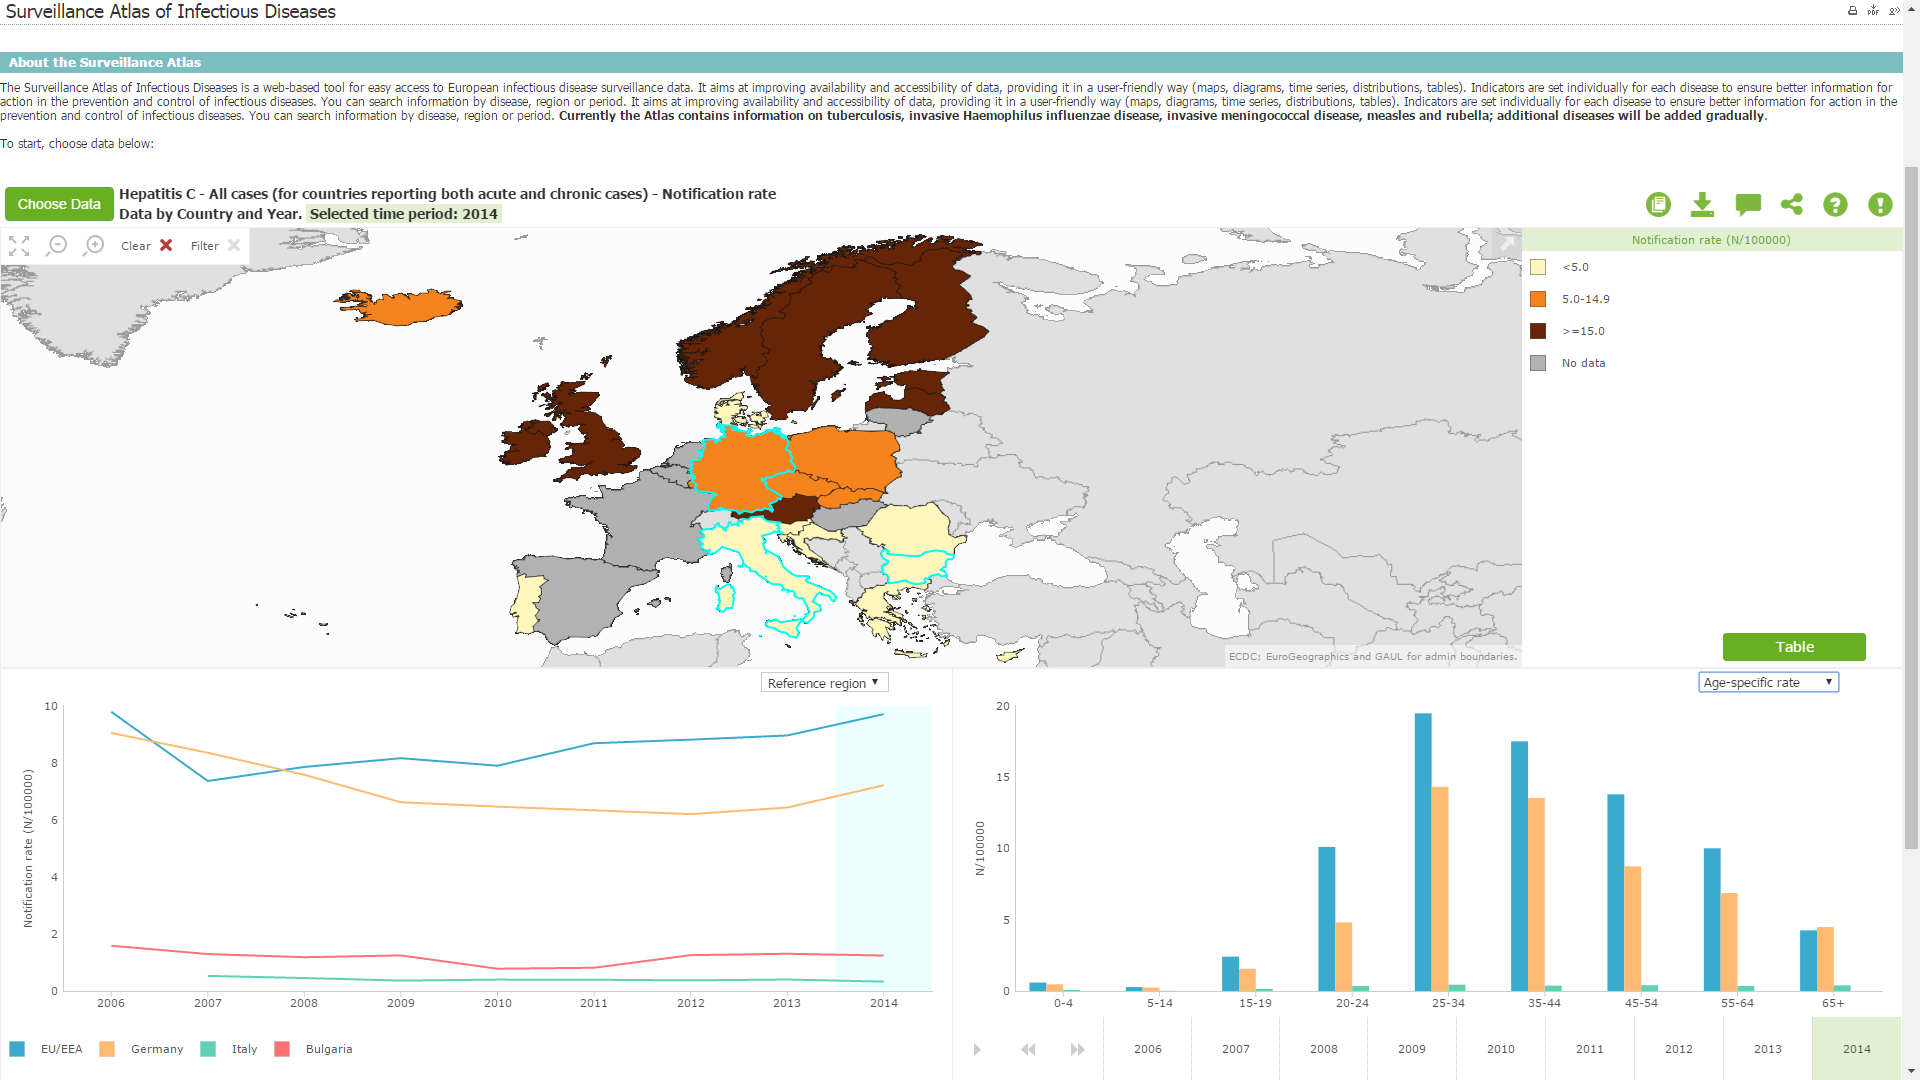 Surveillance Atlas of Infectious Diseases
PDF
About the Surveillance Atlas
The Surveillance Atlas of Infectious Diseases is a web-based tool for easy access to European infectious disease surveillance data. It aims at improving availability and accessibility of data, providing it in a user-friendly way (maps, diagrams, time series, distributions, tables). Indicators are set individually for each disease to ensure better information for
action in the prevention and control of infectious diseases. You can search information by disease, region or period. It aims at improving availability and accessibility of data, providing it in a user-friendly way (maps, diagrams, time series, distributions, tables). Indicators are set individually for each disease to ensure better information for action in the
prevention and control of infectious diseases. You can search information by disease, region or period. Currently the Atlas contains information on tuberculosis, invasive Haemophilus influenzae disease, invasive meningococcal disease, measles and rubella; additional diseases will be added gradually.
To start, choose data below:
Choose Data
Hepatitis C - All cases (for countries reporting both acute and chronic cases) - Notification rate
Data by Country and Year. Selected time period: 2014
Clear Filter
Notification rate (N/100000)
<5.0
5.0-14.9
>=15.0
No data
Table
ECDC; EuroGeographics and GAUL for admin boundaries.
Reference region
Notification rate (N/100000)
10
8
6
4
2
0
2006 2007 2008 2009 2010 2011 2012 2013 2014
EU/EEA Germany Italy Bulgaria
Age-specific rate
N/100000
20
15
10
5
0
0-4 5-14 15-19 20-24 25-34 35-44 45-54 55-64 65+
2006 2007 2008 2009 2010 2011 2012 2013 2014